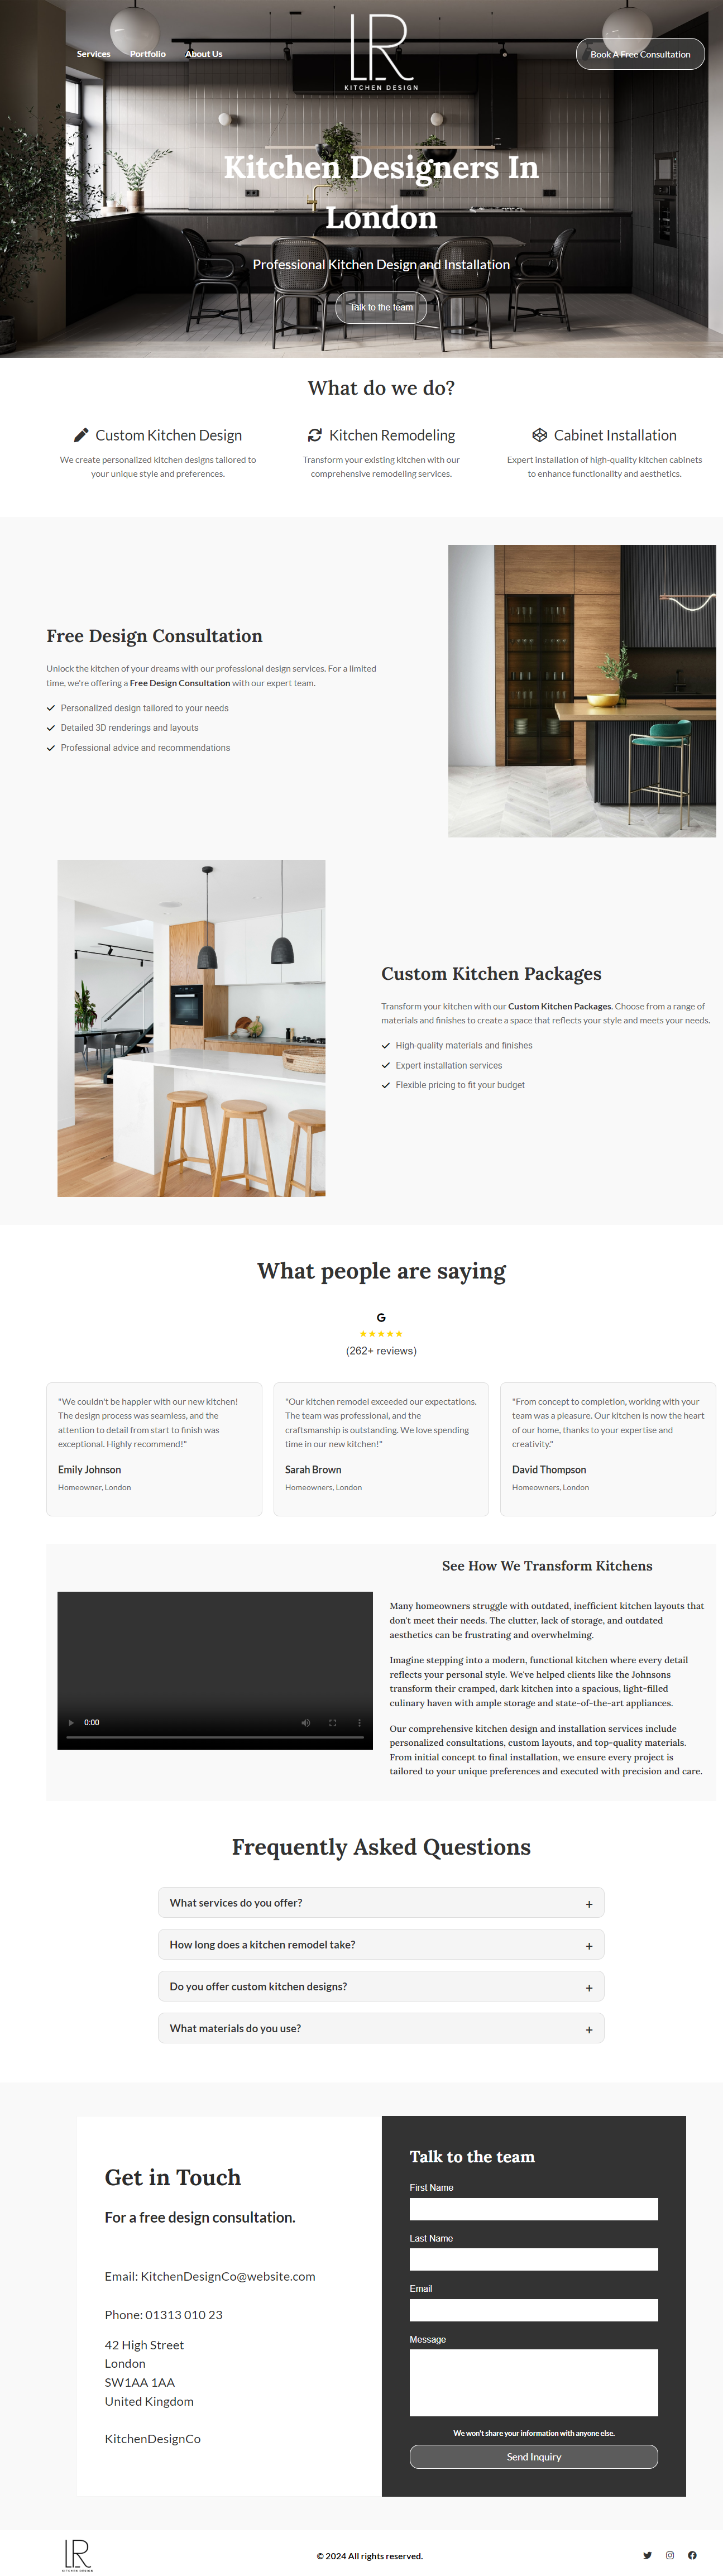 Services Portfolio About Us
LR
KITCHEN DESIGN
Book A Free Consultation
Kitchen Designers In
London
Professional Kitchen Design and Installation
Talk to the team
What do we do?
Custom Kitchen Design
We create personalized kitchen designs tailored to
your unique style and preferences.
Kitchen Remodeling
Transform your existing kitchen with our
comprehensive remodeling services.
Cabinet Installation
Expert installation of high-quality kitchen cabinets
to enhance functionality and aesthetics.
Free Design Consultation
Unlock the kitchen of your dreams with our professional design services. For a limited
time, we're offering a Free Design Consultation with our expert team.
Personalized design tailored to your needs
Detailed 3D renderings and layouts
Professional advice and recommendations
Custom Kitchen Packages
Transform your kitchen with our Custom Kitchen Packages. Choose from a range of
materials and finishes to create a space that reflects your style and meets your needs.
High-quality materials and finishes
Expert installation services
Flexible pricing to fit your budget
What people are saying
G
★★★★★
(262+ reviews)
"We couldn't be happier with our new kitchen!
The design process was seamless, and the
attention to detail from start to finish was
exceptional. Highly recommend!"
Emily Johnson
Homeowner, London
"Our kitchen remodel exceeded our expectations.
The team was professional, and the
craftsmanship is outstanding. We love spending
time in our new kitchen!"
Sarah Brown
Homeowners, London
"From concept to completion, working with your
team was a pleasure. Our kitchen is now the heart
of our home, thanks to your expertise and
creativity."
David Thompson
Homeowners, London
See How We Transform Kitchens
0:00
Many homeowners struggle with outdated, inefficient kitchen layouts that
don't meet their needs. The clutter, lack of storage, and outdated
aesthetics can be frustrating and overwhelming.
Imagine stepping into a modern, functional kitchen where every detail
reflects your personal style. We've helped clients like the Johnsons
transform their cramped, dark kitchen into a spacious, light-filled
culinary haven with ample storage and state-of-the-art appliances.
Our comprehensive kitchen design and installation services include
personalized consultations, custom layouts, and top-quality materials.
From initial concept to final installation, we ensure every project is
tailored to your unique preferences and executed with precision and care.
Frequently Asked Questions
What services do you offer? +
How long does a kitchen remodel take? +
Do you offer custom kitchen designs? +
What materials do you use? +
Get in Touch
For a free design consultation.
Email: KitchenDesignCo@website.com
Phone: 01313 010 23
42 High Street
London
SW1AA 1AA
United Kingdom
KitchenDesignCo
Talk to the team
First Name
Last Name
Email
Message
We won't share your information with anyone else.
Send Inquiry
LR
KITCHEN DESIGN
© 2024 All rights reserved.